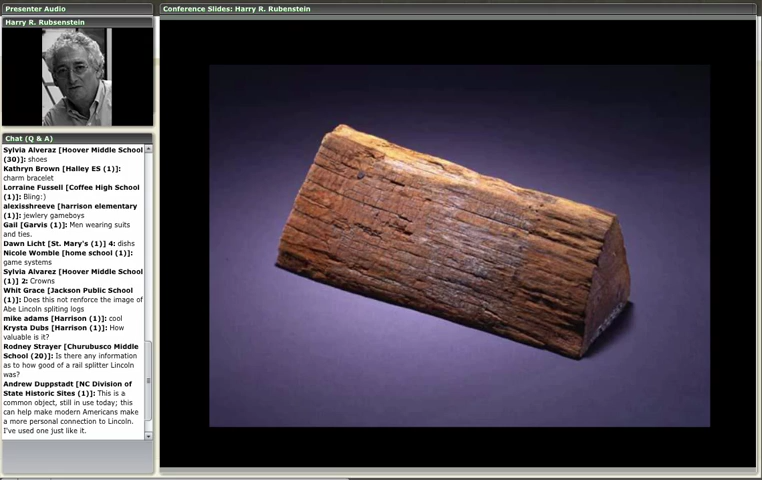 Presenter Audio
Harry R. Rubsenstein
Chat (Q & A)
Sylvia Alveraz [Hoover Middle School
(30)]: shoes
Kathryn Brown [Halley ES (1)]:
charm bracelet
Lorraine Fussell [Coffee High School
(1)]: Bling:)
alexisshreeve [harrison elementary
(1)]: jewlery gameboys
Gail [Garvis (1)]: Men wearing suits
and ties.
Dawn Licht [St. Mary's (1)] 4: dishs
Nicole Womble [home school (1)]:
game systems
Sylvia Alvarez [Hoover Middle School
(1)] 2: Crowns
Whit Grace [Jackson Public School
(1)]: Does this not renforce the image of
Abe Lincoln spliting logs
mike adams [Harrison (1)]: cool
Krysta Dubs [Harrison (1)]: How
valuable is it?
Rodney Strayer [Churubusco Middle
School (20)]: Is there any information
as to how good of a rail splitter Lincoln
was?
Andrew Duppstadt [NC Division of
State Historic Sites (1)]: This is a
common object, still in use today; this
can help make modern Americans make
a more personal connection to Lincoln.
I've used one just like it.
Conference Slides: Harry R. Rubenstein